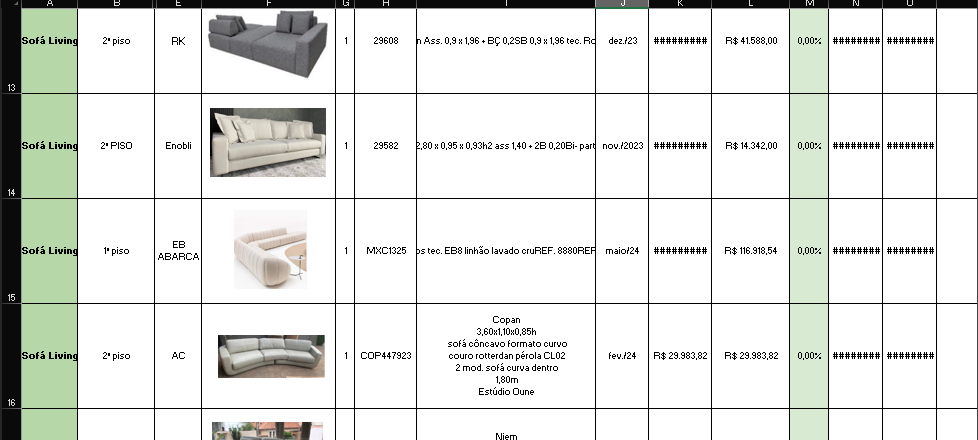 A B E F G H I J K L M N O
13 Sofá Living 2º piso RK 1 29608 n Ass. 0,9 x 1,96 + BÇ 0,2SB 0,9 x 1,96 tec. Ro dez./23 ######### R$ 41.588,00 0,00% ######## ########
14 Sofá Living 2º PISO Enobli 1 29582 2,80 x 0,95 x 0,93h2 ass 1,40 + 2B 0,20Bi- part nov./2023 ######### R$ 14.342,00 0,00% ######## ########
15 Sofá Living 1º piso EB ABARCA 1 MXC1325 os tec. EB8 linhão lavado cruREF. 8880REF maio/24 ######### R$ 116.918,54 0,00% ######## ########
Copan
3,60x1,10x0,85h
sofá côncavo formato curvo
couro rotterdan pérola CL02
16 Sofá Living 2º piso AC 1 COP447923 fev./24 R$ 29.983,82 R$ 29.983,82 0,00% ######## ########
2 mod. sofá curva dentro
1,80m
Estúdio Oune
Niem